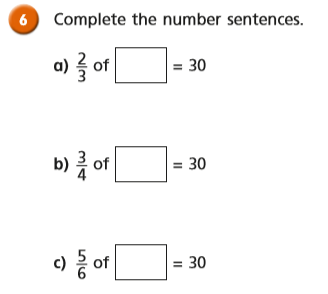 6 Complete the number sentences.
a) 2/3 of = 30
b) 3/4 of = 30
c) 5/6 of = 30